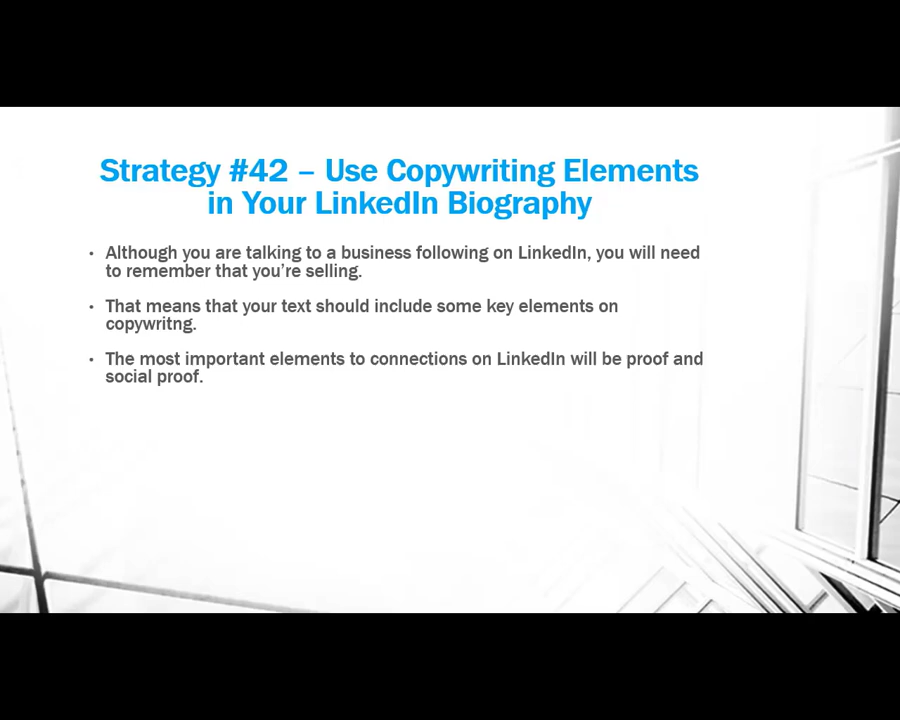 Strategy #42 – Use Copywriting Elements
in Your LinkedIn Biography
• Although you are talking to a business following on LinkedIn, you will need
to remember that you're selling.
• That means that your text should include some key elements on
copywritng.
• The most important elements to connections on LinkedIn will be proof and
social proof.